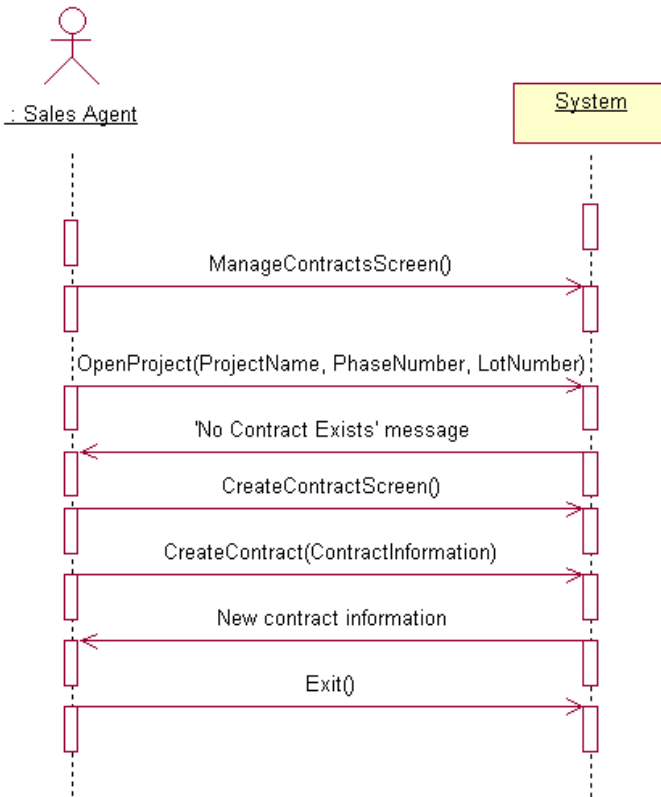 : Sales Agent
System
ManageContractsScreen()
OpenProject(ProjectName, PhaseNumber, LotNumber)
'No Contract Exists' message
CreateContractScreen()
CreateContract(ContractInformation)
New contract information
Exit()